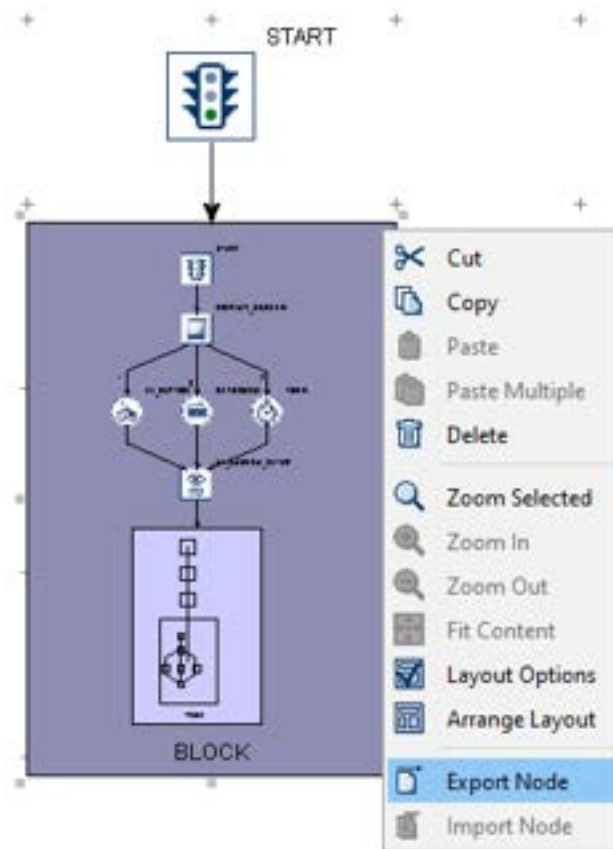 START
BLOCK
Cut
Copy
Paste
Paste Multiple
Delete
Zoom Selected
Zoom In
Zoom Out
Fit Content
Layout Options
Arrange Layout
Export Node
Import Node